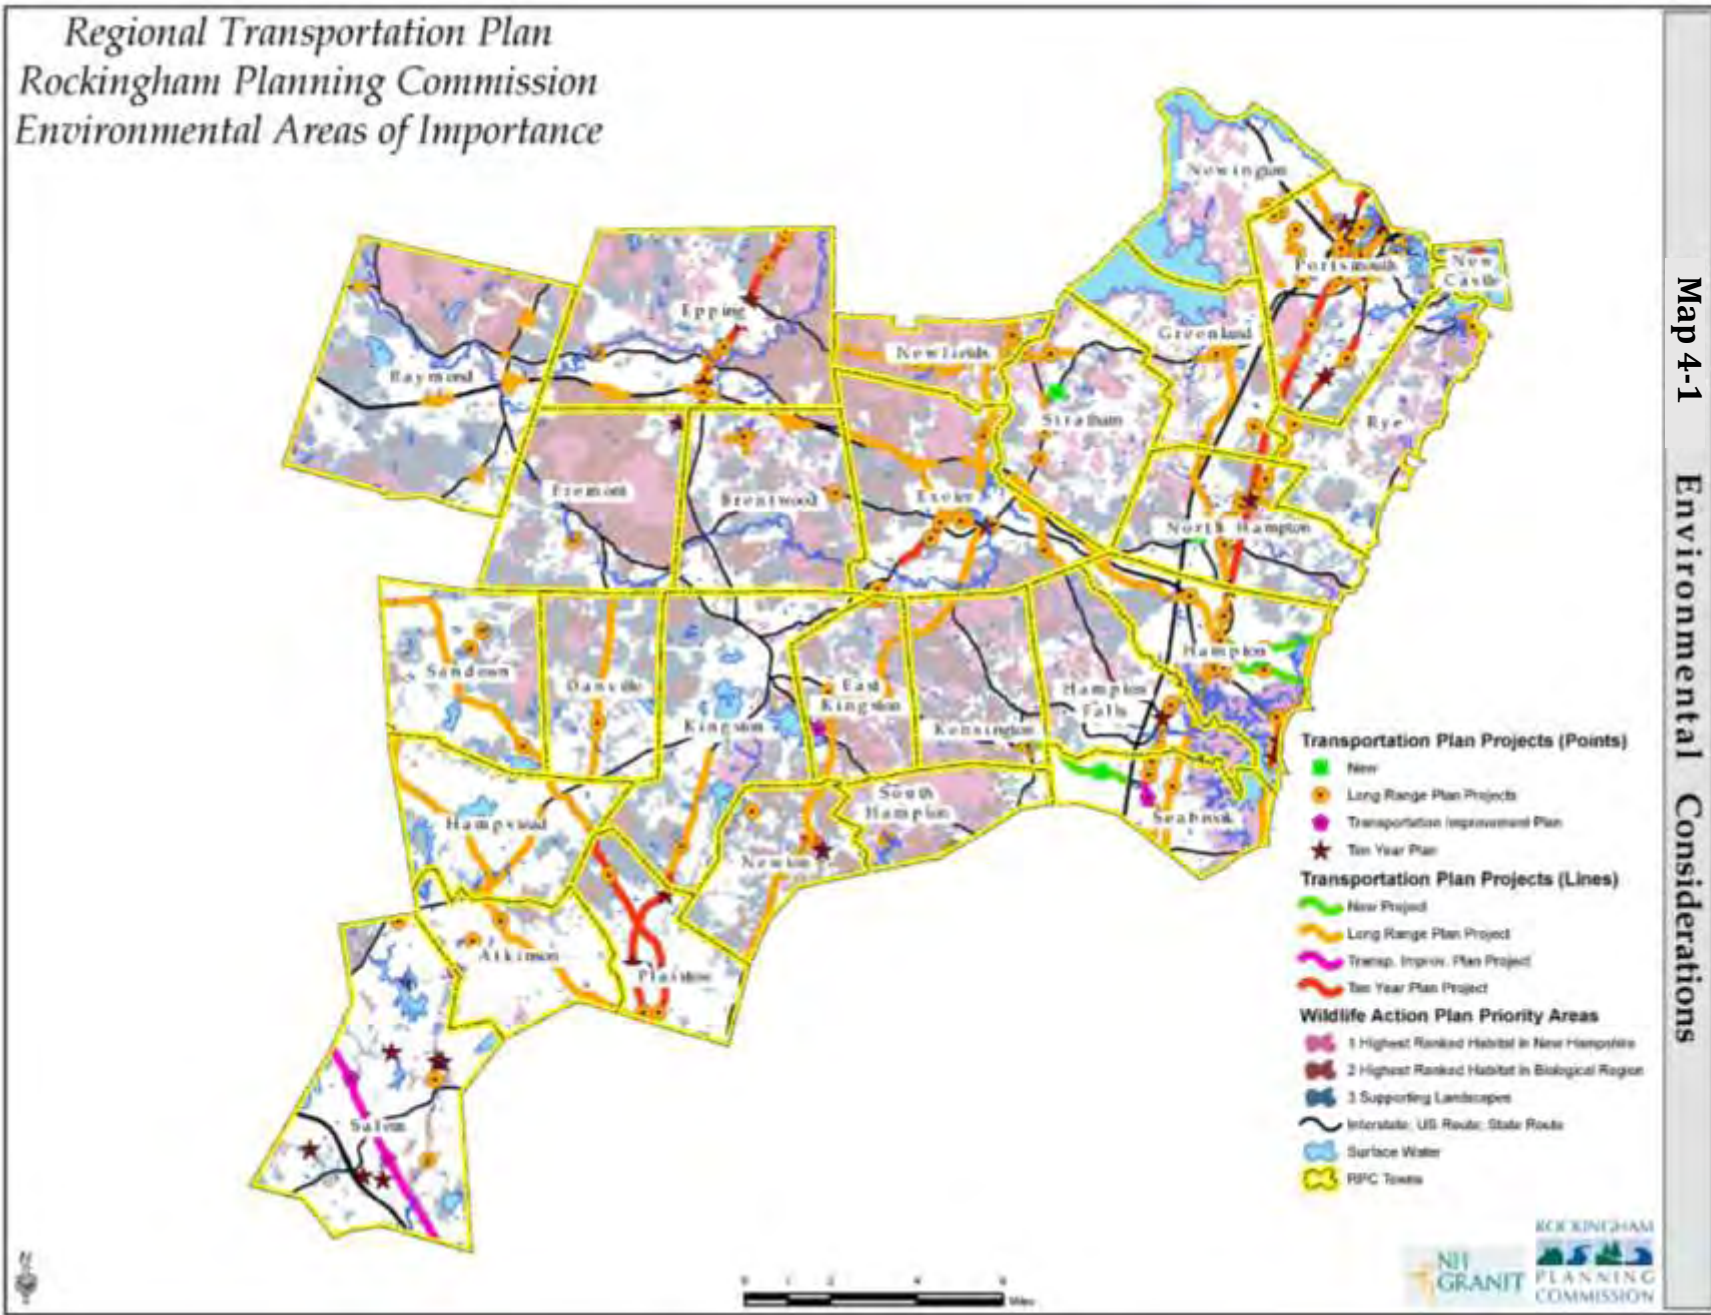 Regional Transportation Plan
Rockingham Planning Commission
Environmental Areas of Importance
Map 4-1 Environmental Considerations
Newington
Portsmouth
New
Castle
Greenland
Rye
Epping
Newfields
Raymond
Stratham
Fremont
Brentwood
Exeter
North Hampton
Sandown
Danville
Kingston
East
Kingston
Kensington
Hampton
Falls
Hampton
South
Hampton
Seabrook
Hampstead
Newton
Atkinson
Plaistow
Salem
Transportation Plan Projects (Points)
New
Long Range Plan Projects
Transportation Improvement Plan
Ten Year Plan
Transportation Plan Projects (Lines)
New Project
Long Range Plan Project
Transp. Improv. Plan Project
Ten Year Plan Project
Wildlife Action Plan Priority Areas
1 Highest Ranked Habitat in New Hampshire
2 Highest Ranked Habitat in Biological Region
3 Supporting Landscapes
Interstate; US Route; State Route
Surface Water
RPC Towns
N
0 1 2 4 6
Miles
NH
GRANIT
ROCKINGHAM
PLANNING
COMMISSION